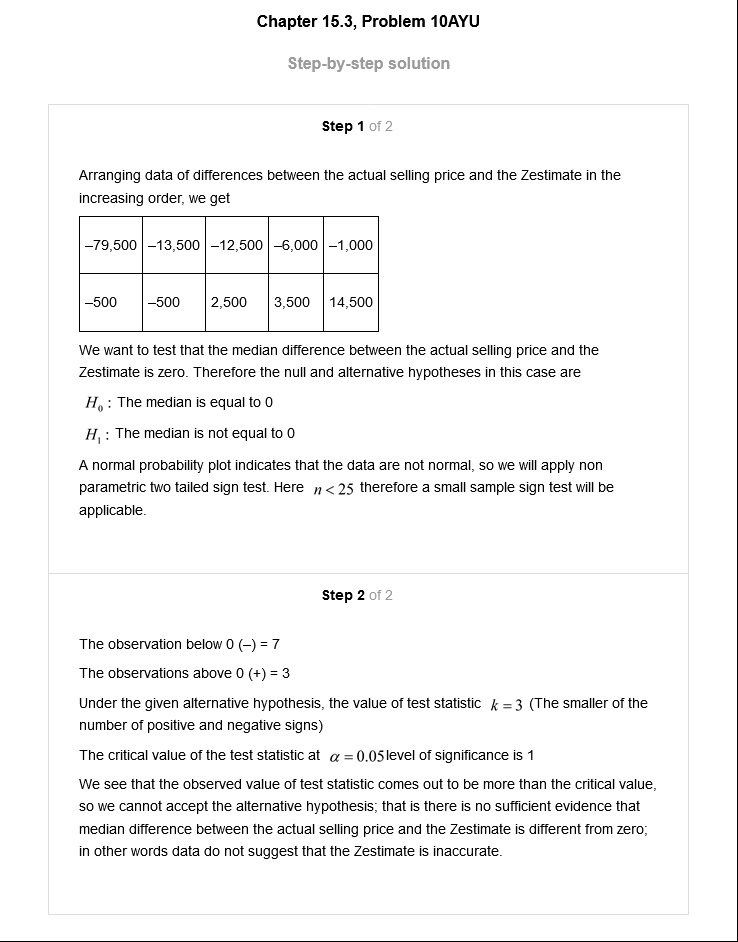 Chapter 15.3, Problem 10AYU
Step-by-step solution
Step 1 of 2
Arranging data of differences between the actual selling price and the Zestimate in the
increasing order, we get
–79,500 –13,500 –12,500 –6,000 –1,000
–500 –500 2,500 3,500 14,500
We want to test that the median difference between the actual selling price and the
Zestimate is zero. Therefore the null and alternative hypotheses in this case are
H₀ : The median is equal to 0
H₁ : The median is not equal to 0
A normal probability plot indicates that the data are not normal, so we will apply non
parametric two tailed sign test. Here n < 25 therefore a small sample sign test will be
applicable.
Step 2 of 2
The observation below 0 (–) = 7
The observations above 0 (+) = 3
Under the given alternative hypothesis, the value of test statistic k = 3 (The smaller of the
number of positive and negative signs)
The critical value of the test statistic at α = 0.05 level of significance is 1
We see that the observed value of test statistic comes out to be more than the critical value,
so we cannot accept the alternative hypothesis; that is there is no sufficient evidence that
median difference between the actual selling price and the Zestimate is different from zero;
in other words data do not suggest that the Zestimate is inaccurate.